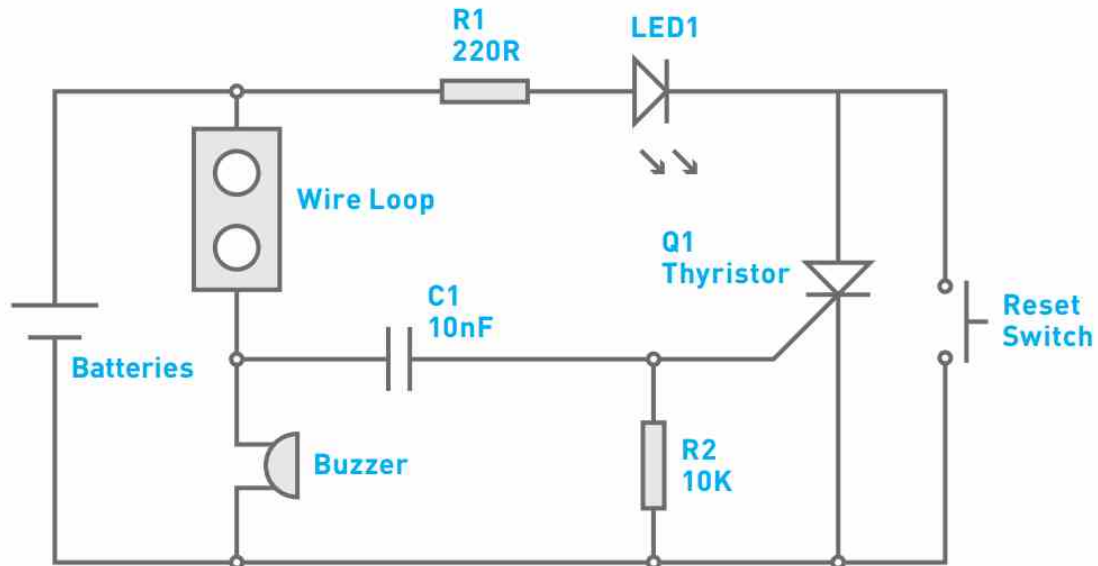 R1
220R
LED1
Wire Loop
Q1
Thyristor
C1
10nF
Reset
Switch
Batteries
Buzzer
R2
10K